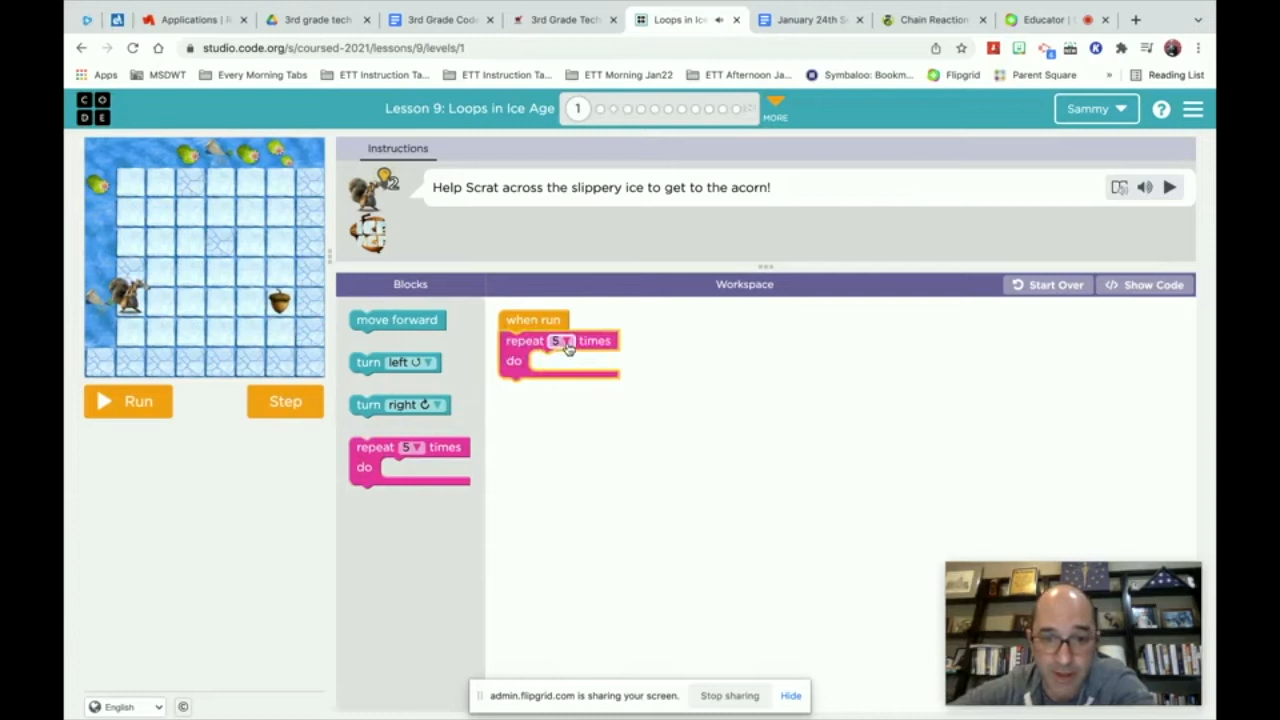 Applications | R
3rd grade tech
3rd Grade Cod
3rd Grade Tech
Loops in Ice
January 24th S
Chain Reaction
Educator |
studio.code.org/s/coursed-2021/lessons/9/levels/1
Apps
MSDWT
Every Morning Tabs
ETT Instruction Ta...
ETT Instruction Ta...
ETT Morning Jan22
ETT Afternoon Ja...
Symbaloo: Bookm...
Flipgrid
Parent Square
»
Reading List
C O
D E
Lesson 9: Loops in Ice Age
1
MORE
Sammy
?
Instructions
2
Help Scrat across the slippery ice to get to the acorn!
ICE AGE
Blocks
Workspace
Start Over
</> Show Code
move forward
turn left
turn right
repeat 5 times
do
when run
repeat 5 times
do
Run
Step
admin.flipgrid.com is sharing your screen.
Stop sharing
Hide
English
©